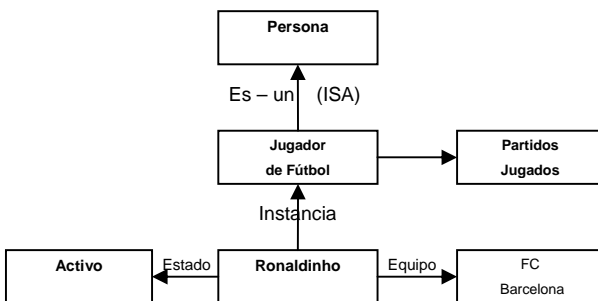 Persona
Es – un (ISA)
Jugador
de Fútbol
Partidos
Jugados
Instancia
Activo
Estado
Ronaldinho
Equipo
FC
Barcelona